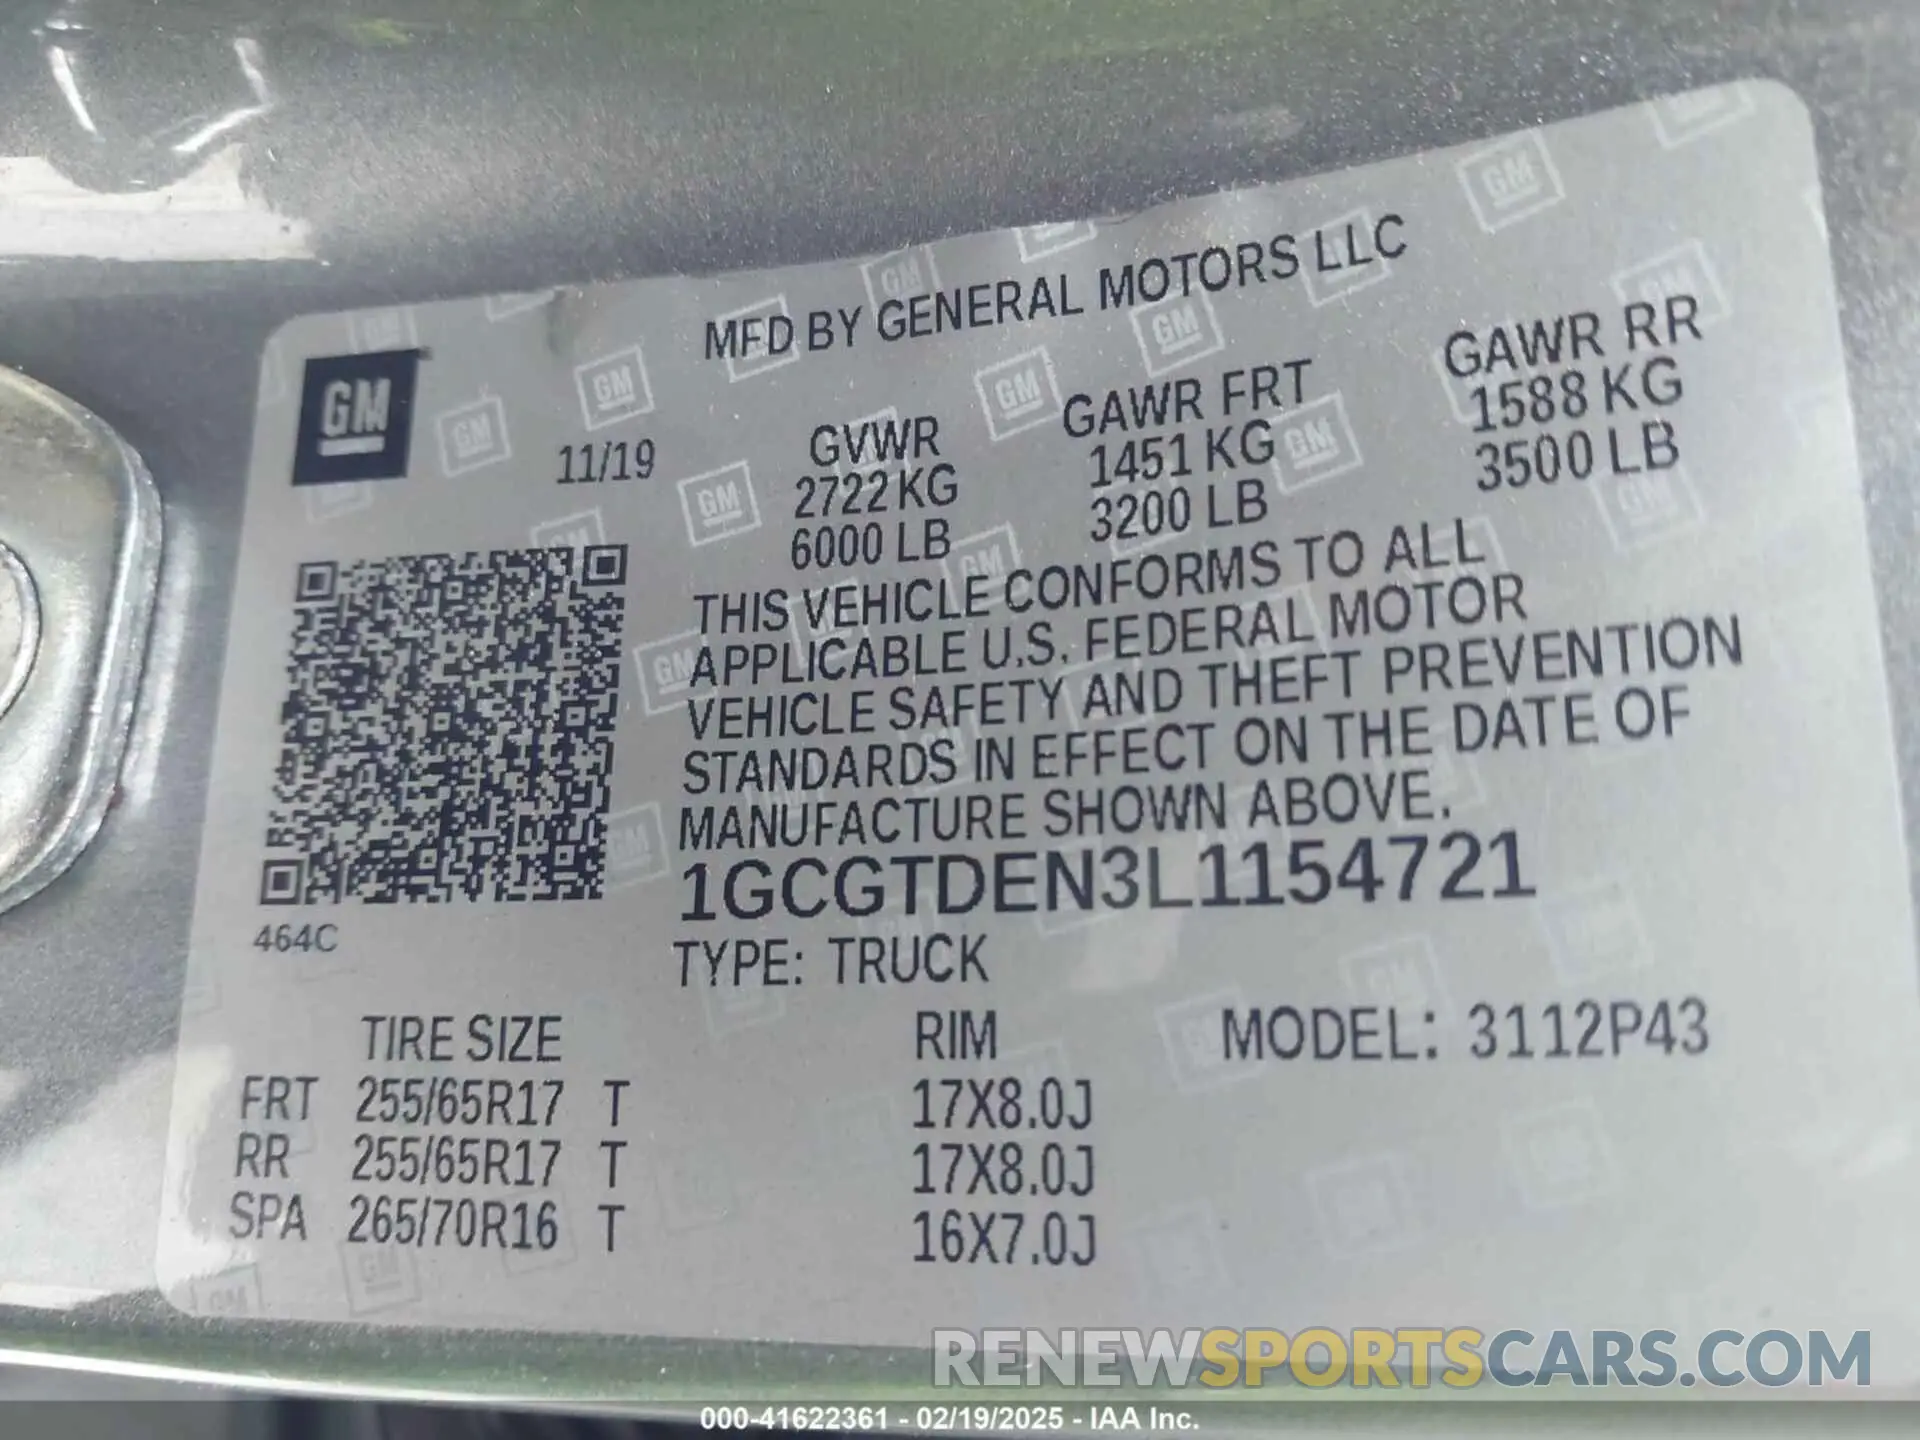 MFD BY GENERAL MOTORS LLC
GM
11/19
GVWR
2722 KG
6000 LB
GAWR FRT
1451 KG
3200 LB
GAWR RR
1588 KG
3500 LB
THIS VEHICLE CONFORMS TO ALL
APPLICABLE U.S. FEDERAL MOTOR
VEHICLE SAFETY AND THEFT PREVENTION
STANDARDS IN EFFECT ON THE DATE OF
MANUFACTURE SHOWN ABOVE.
1GCGTDEN3L1154721
464C
TYPE: TRUCK
TIRE SIZE RIM MODEL: 3112P43
FRT 255/65R17 T 17X8.0J
RR 255/65R17 T 17X8.0J
SPA 265/70R16 T 16X7.0J
RENEWSPORTSCARS.COM
000-41622361 - 02/19/2025 - IAA Inc.